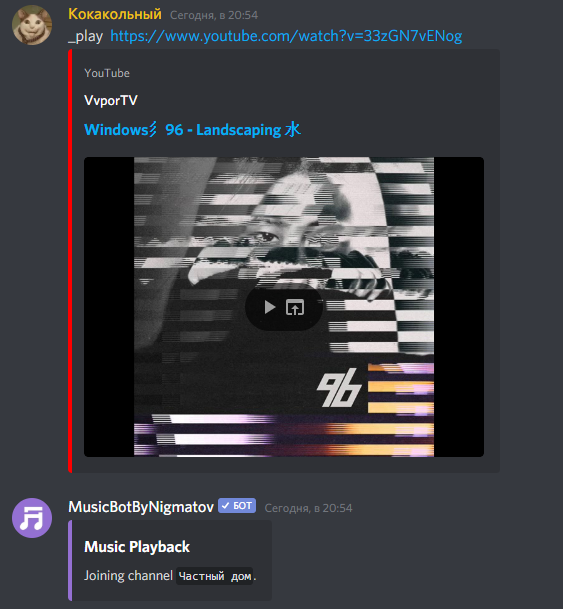 Кокакольный Сегодня, в 20:54
_play https://www.youtube.com/watch?v=33zGN7vENog
YouTube
VvporTV
Windows彡 96 - Landscaping 水
96
MusicBotByNigmatov БОТ Сегодня, в 20:54
Music Playback
Joining channel Частный дом.